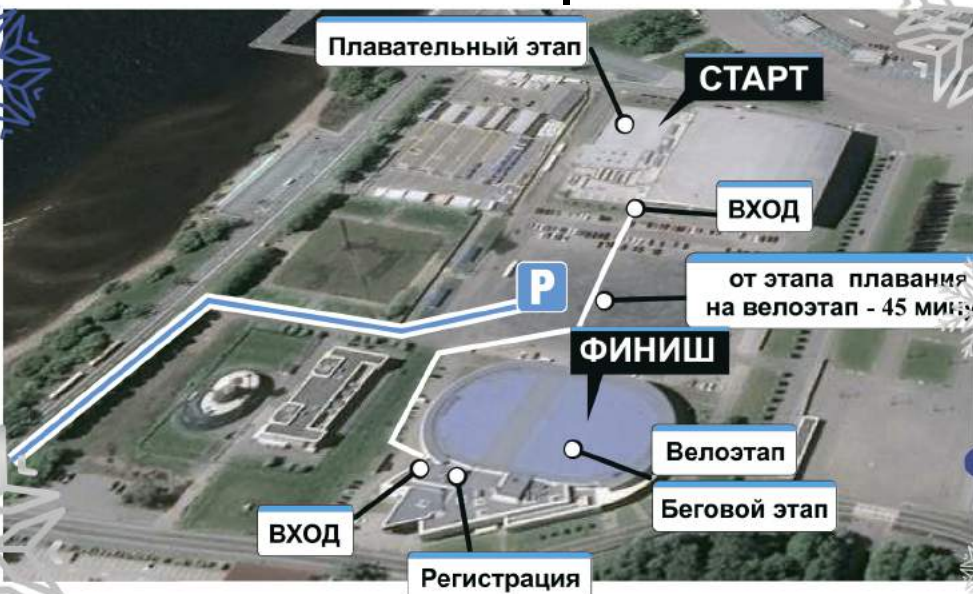 Плавательный этап
СТАРТ
ВХОД
от этапа плавания
на велоэтап - 45
P
ФИНИШ
Велоэтап
Беговой этап
ВХОД
Регистрация